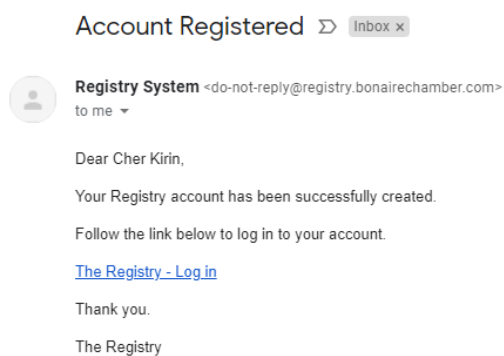 Account Registered Inbox x
Registry System <do-not-reply@registry.bonairechamber.com>
to me
Dear Cher Kirin,
Your Registry account has been successfully created.
Follow the link below to log in to your account.
The Registry - Log in
Thank you.
The Registry